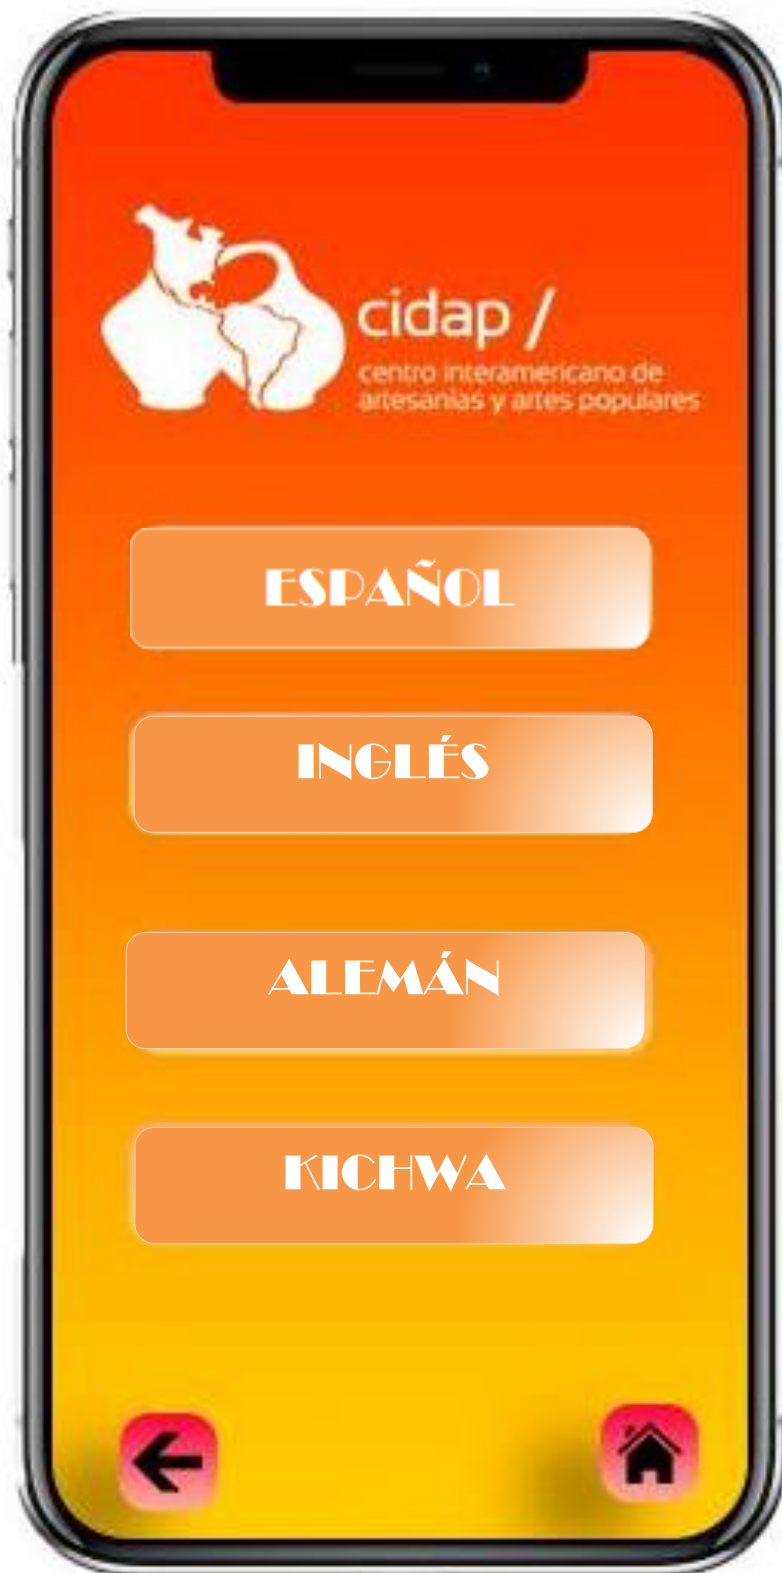 cidap /
centro interamericano de
artesanías y artes populares
ESPAÑOL
INGLÉS
ALEMÁN
KICHWA